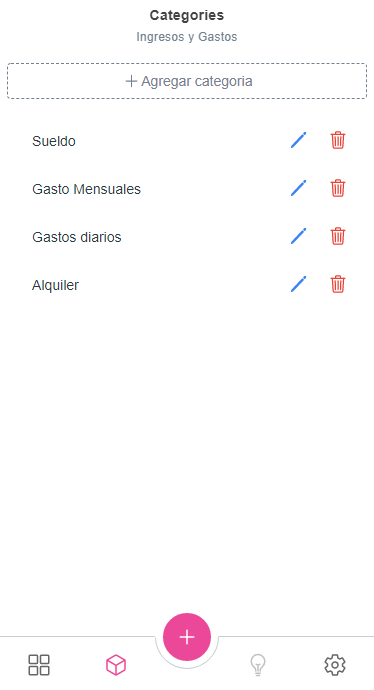 Categories
Ingresos y Gastos
+ Agregar categoria
Sueldo
Gasto Mensuales
Gastos diarios
Alquiler